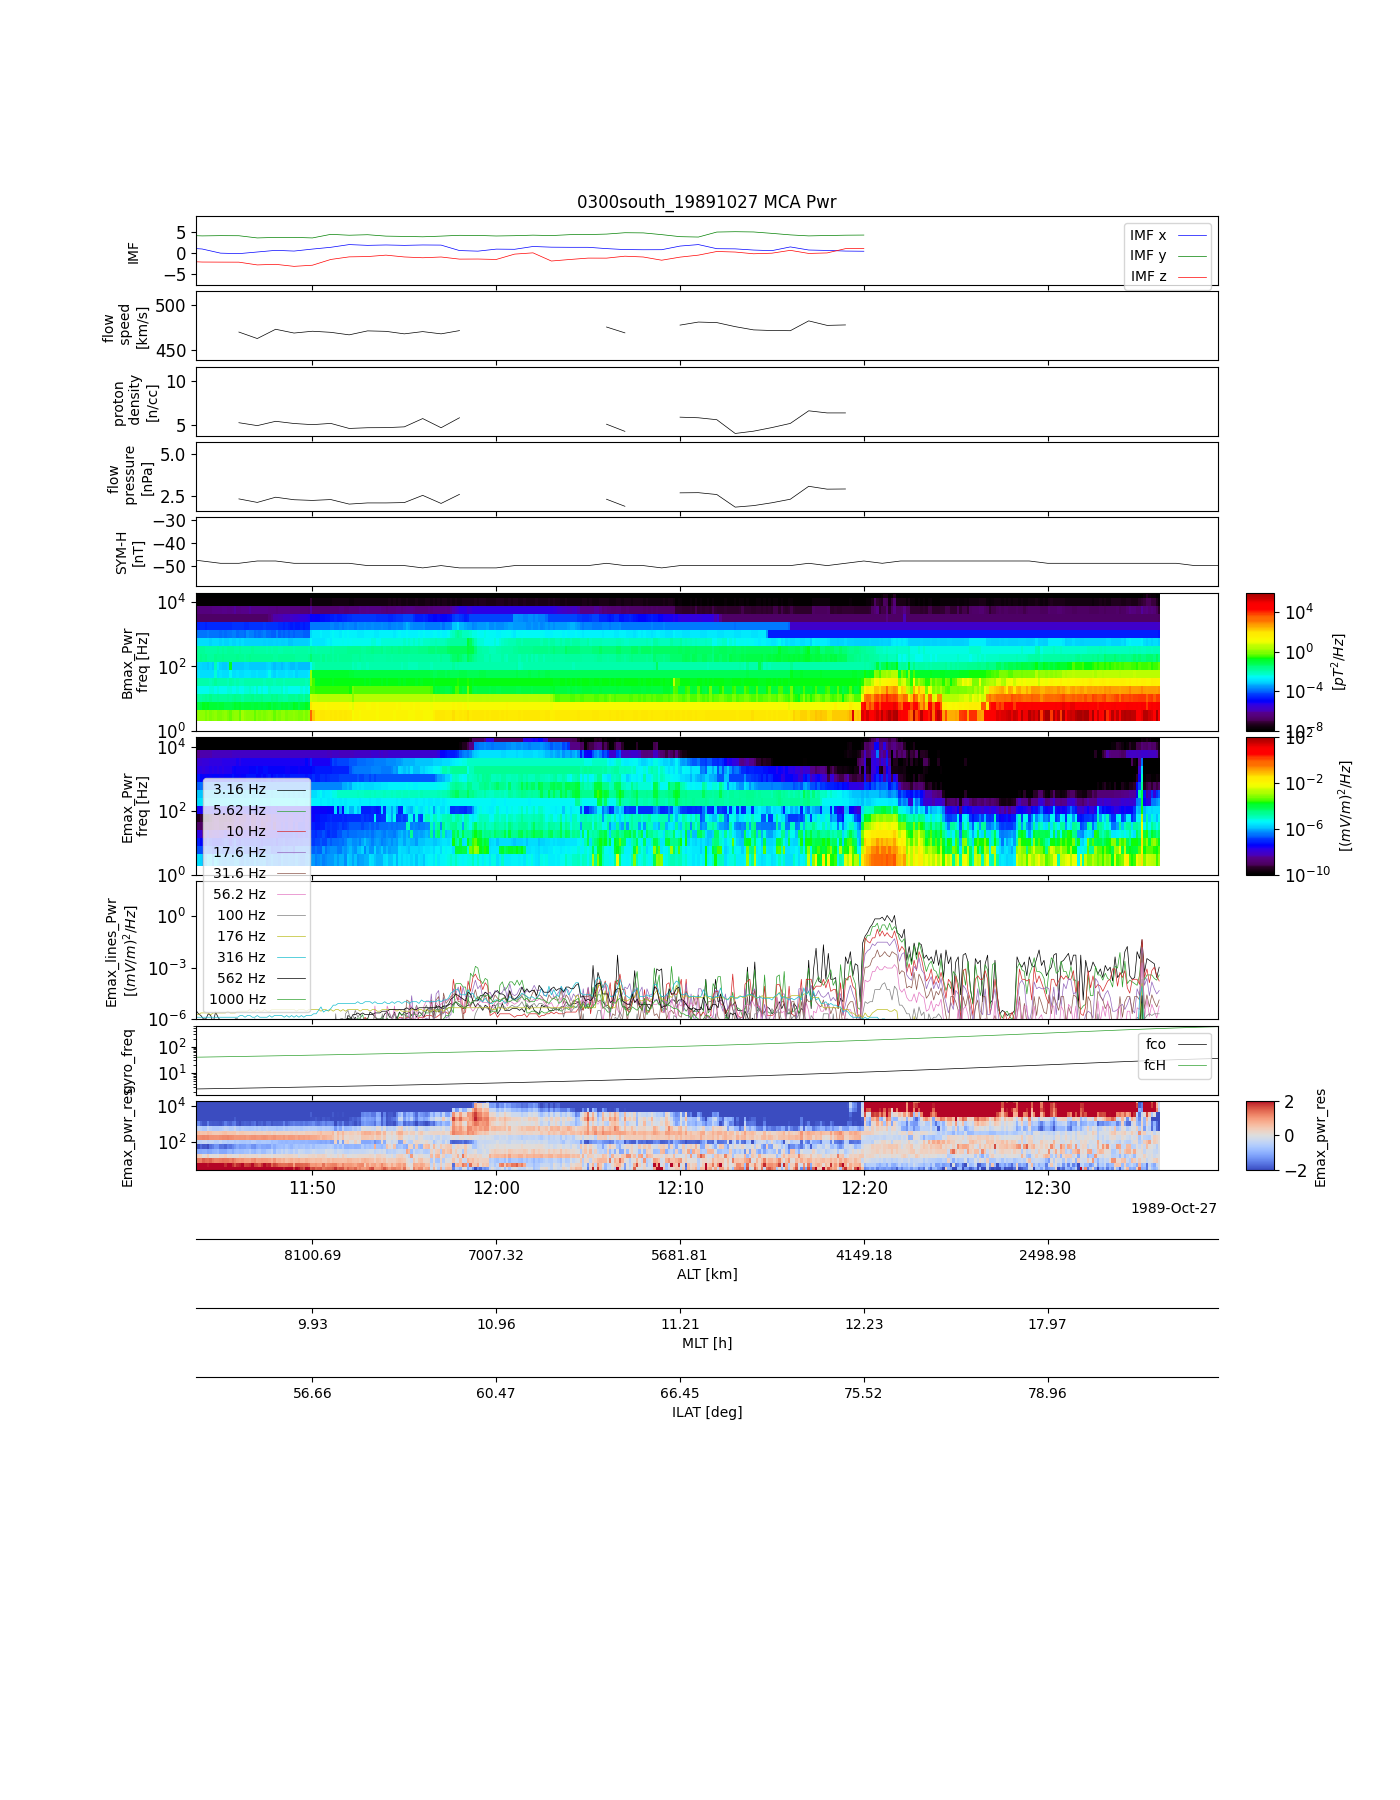 0300south_19891027 MCA Pwr
IMF
5
0
−5
IMF x
IMF y
IMF z
flow
speed
[km/s]
500
450
proton
density
[n/cc]
10
5
flow
pressure
[nPa]
5.0
2.5
SYM-H
[nT]
−30
−40
−50
Bmax_Pwr
freq [Hz]
10^4
10^2
10^0
10^4
10^0
10^−4
10^−8
[pT^2/Hz]
Emax_Pwr
freq [Hz]
10^4
10^2
10^0
10^2
10^−2
10^−6
10^−10
[(mV/m)^2/Hz]
3.16 Hz
5.62 Hz
10 Hz
17.6 Hz
31.6 Hz
56.2 Hz
100 Hz
176 Hz
316 Hz
562 Hz
1000 Hz
Emax_lines_Pwr
[(mV/m)^2/Hz]
10^0
10^−3
10^−6
gyro_freq
10^2
10^1
fco
fcH
Emax_pwr_res
10^4
10^2
2
0
−2
Emax_pwr_res
11:50 12:00 12:10 12:20 12:30
1989-Oct-27
8100.69 7007.32 5681.81 4149.18 2498.98
ALT [km]
9.93 10.96 11.21 12.23 17.97
MLT [h]
56.66 60.47 66.45 75.52 78.96
ILAT [deg]